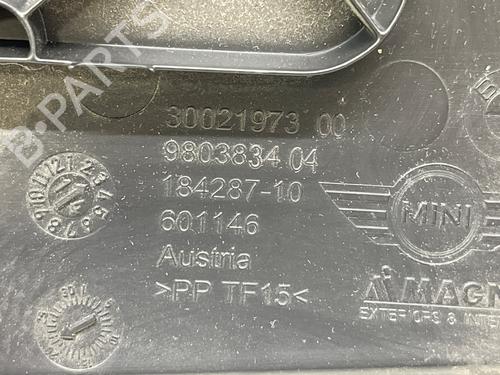 30021973 00
9803834 04
184287-10
601146
Austria
>PP TF15<
MINI
MAGN
EXTERIORS & INTE
B-PARTS